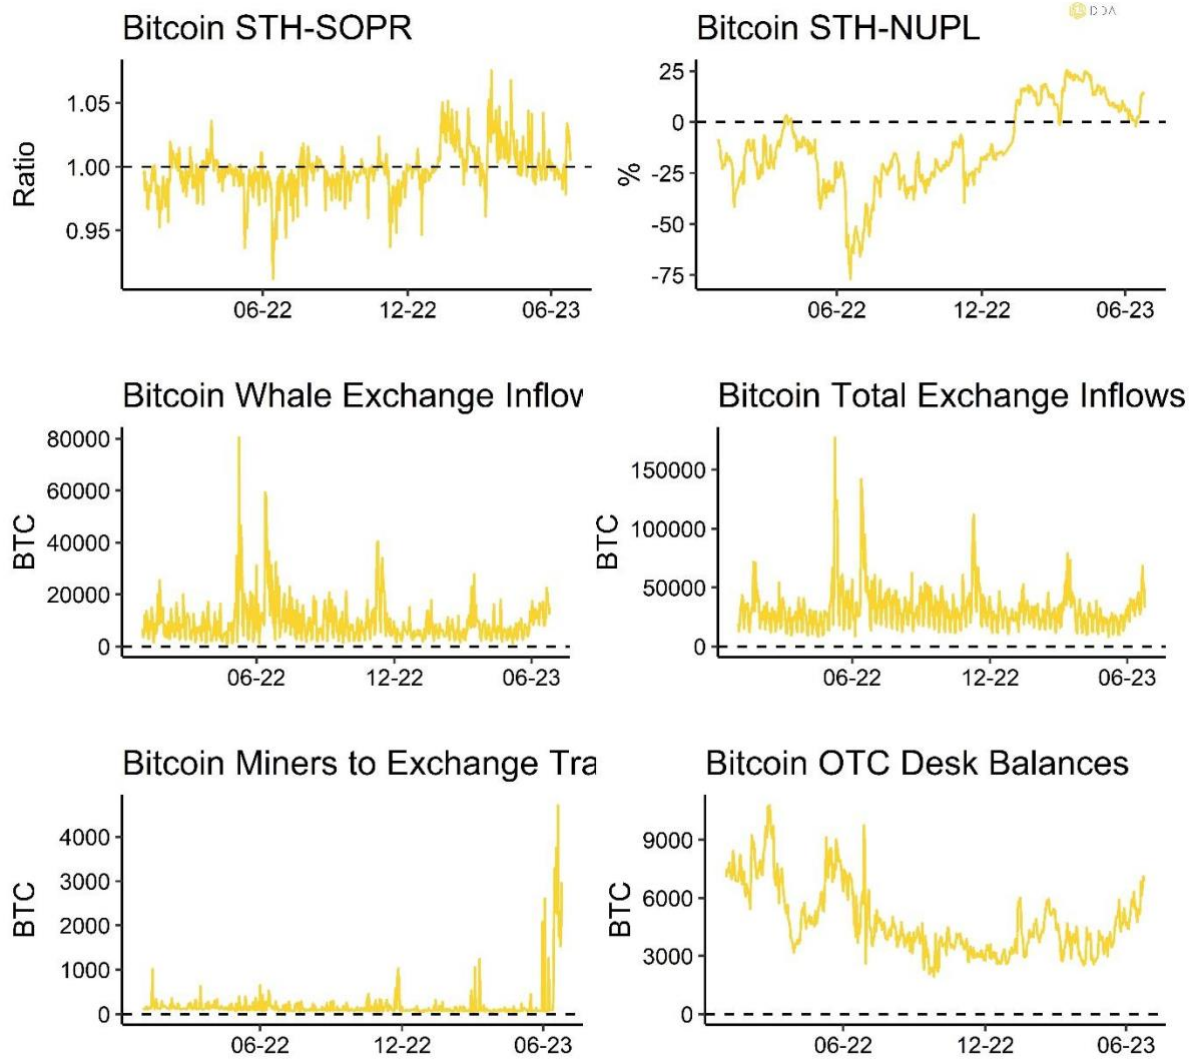 DDA
Bitcoin STH-SOPR
Ratio
1.05
1.00
0.95
06-22 12-22 06-23
Bitcoin STH-NUPL
%
25
0
-25
-50
-75
06-22 12-22 06-23
Bitcoin Whale Exchange Inflow
BTC
80000
60000
40000
20000
0
06-22 12-22 06-23
Bitcoin Total Exchange Inflows
BTC
150000
100000
50000
0
06-22 12-22 06-23
Bitcoin Miners to Exchange Tra
BTC
4000
3000
2000
1000
0
06-22 12-22 06-23
Bitcoin OTC Desk Balances
BTC
9000
6000
3000
0
06-22 12-22 06-23